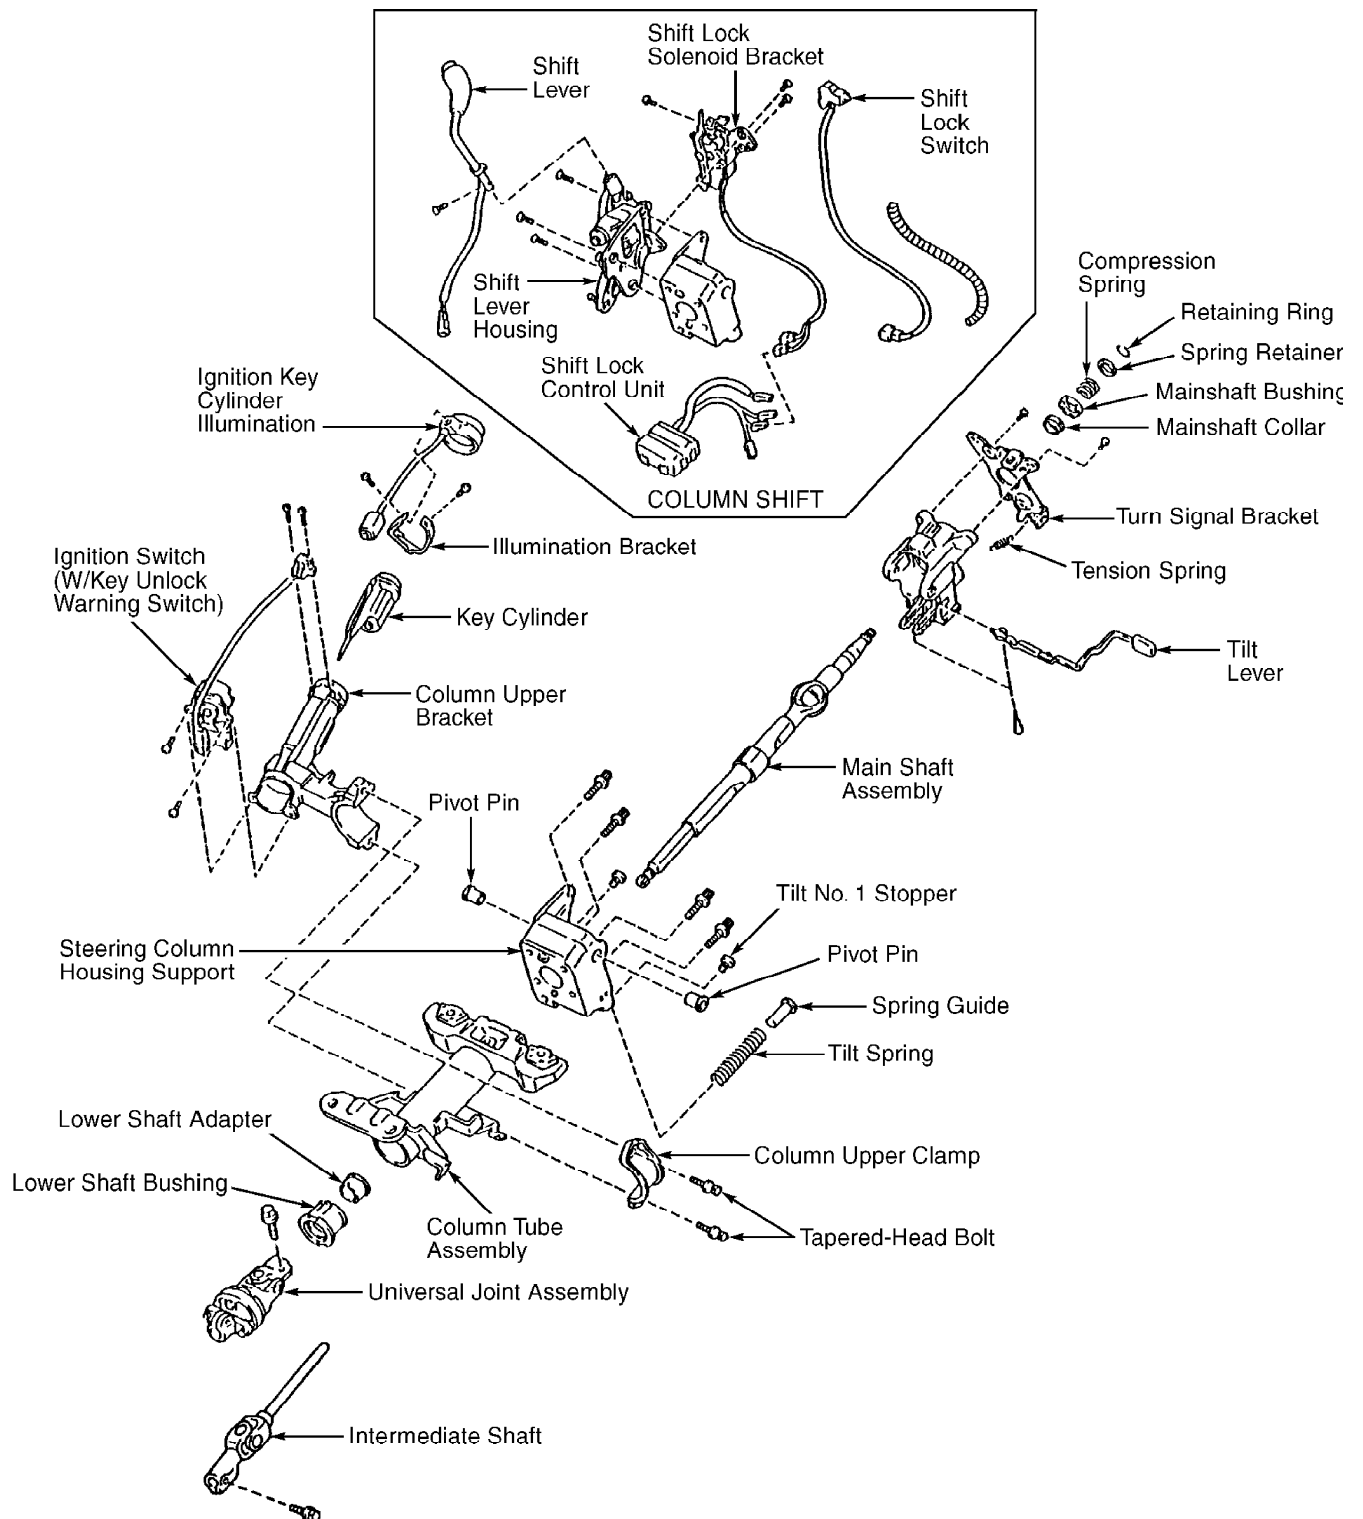 Shift Lock
Solenoid Bracket
Shift
Lever
Shift
Lock
Switch
Shift
Lever
Housing
Shift Lock
Control Unit
COLUMN SHIFT
Compression
Spring
Retaining Ring
Spring Retainer
Mainshaft Bushing
Mainshaft Collar
Turn Signal Bracket
Tension Spring
Tilt
Lever
Ignition Key
Cylinder
Illumination
Illumination Bracket
Ignition Switch
(W/Key Unlock
Warning Switch)
Key Cylinder
Column Upper
Bracket
Main Shaft
Assembly
Pivot Pin
Tilt No. 1 Stopper
Steering Column
Housing Support
Pivot Pin
Spring Guide
Tilt Spring
Lower Shaft Adapter
Column Upper Clamp
Lower Shaft Bushing
Column Tube
Assembly
Tapered-Head Bolt
Universal Joint Assembly
Intermediate Shaft